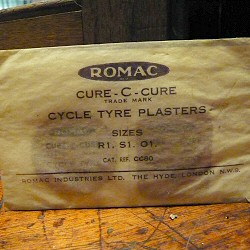 ROMAC
CURE-C-CURE
TRADE MARK
CYCLE TYRE PLASTERS
SIZES
R1. S1. O1.
CAT. REF. CC60
ROMAC INDUSTRIES LTD. THE HYDE, LONDON N.W.9.